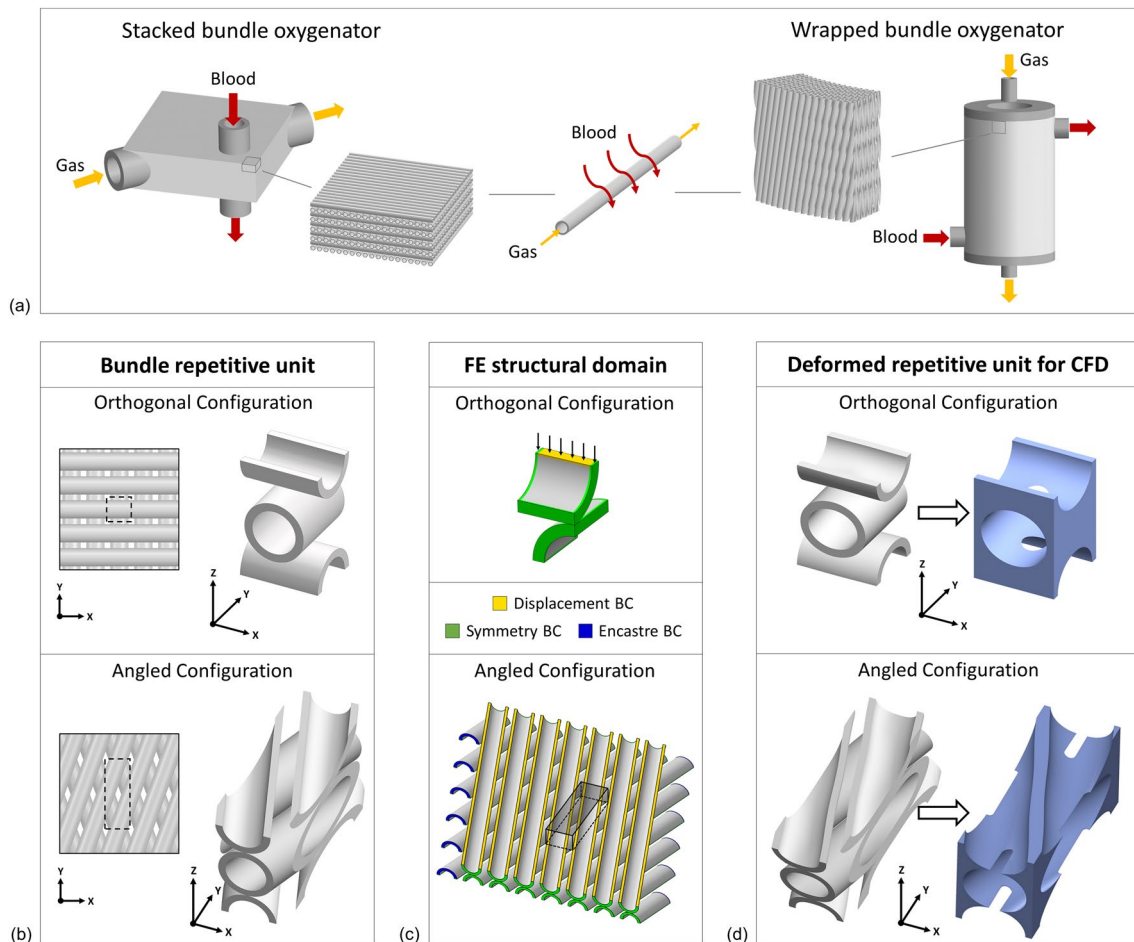 Stacked bundle oxygenator
Wrapped bundle oxygenator
Blood
Gas
Blood
Gas
Gas
Blood
(a)
Bundle repetitive unit
Orthogonal Configuration
Y
X
Z
Y
X
Angled Configuration
Y
X
Z
Y
X
(b)
FE structural domain
Orthogonal Configuration
Displacement BC
Symmetry BC
Encastre BC
Angled Configuration
(c)
Deformed repetitive unit for CFD
Orthogonal Configuration
Z
Y
X
Angled Configuration
Z
Y
X
(d)